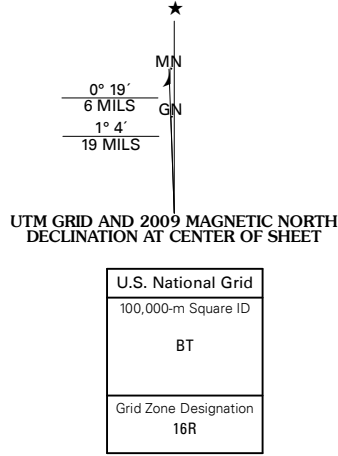 ★
MN
0° 19´
6 MILS
GN
1° 4´
19 MILS
UTM GRID AND 2009 MAGNETIC NORTH
DECLINATION AT CENTER OF SHEET
U.S. National Grid
100,000-m Square ID
BT
Grid Zone Designation
16R